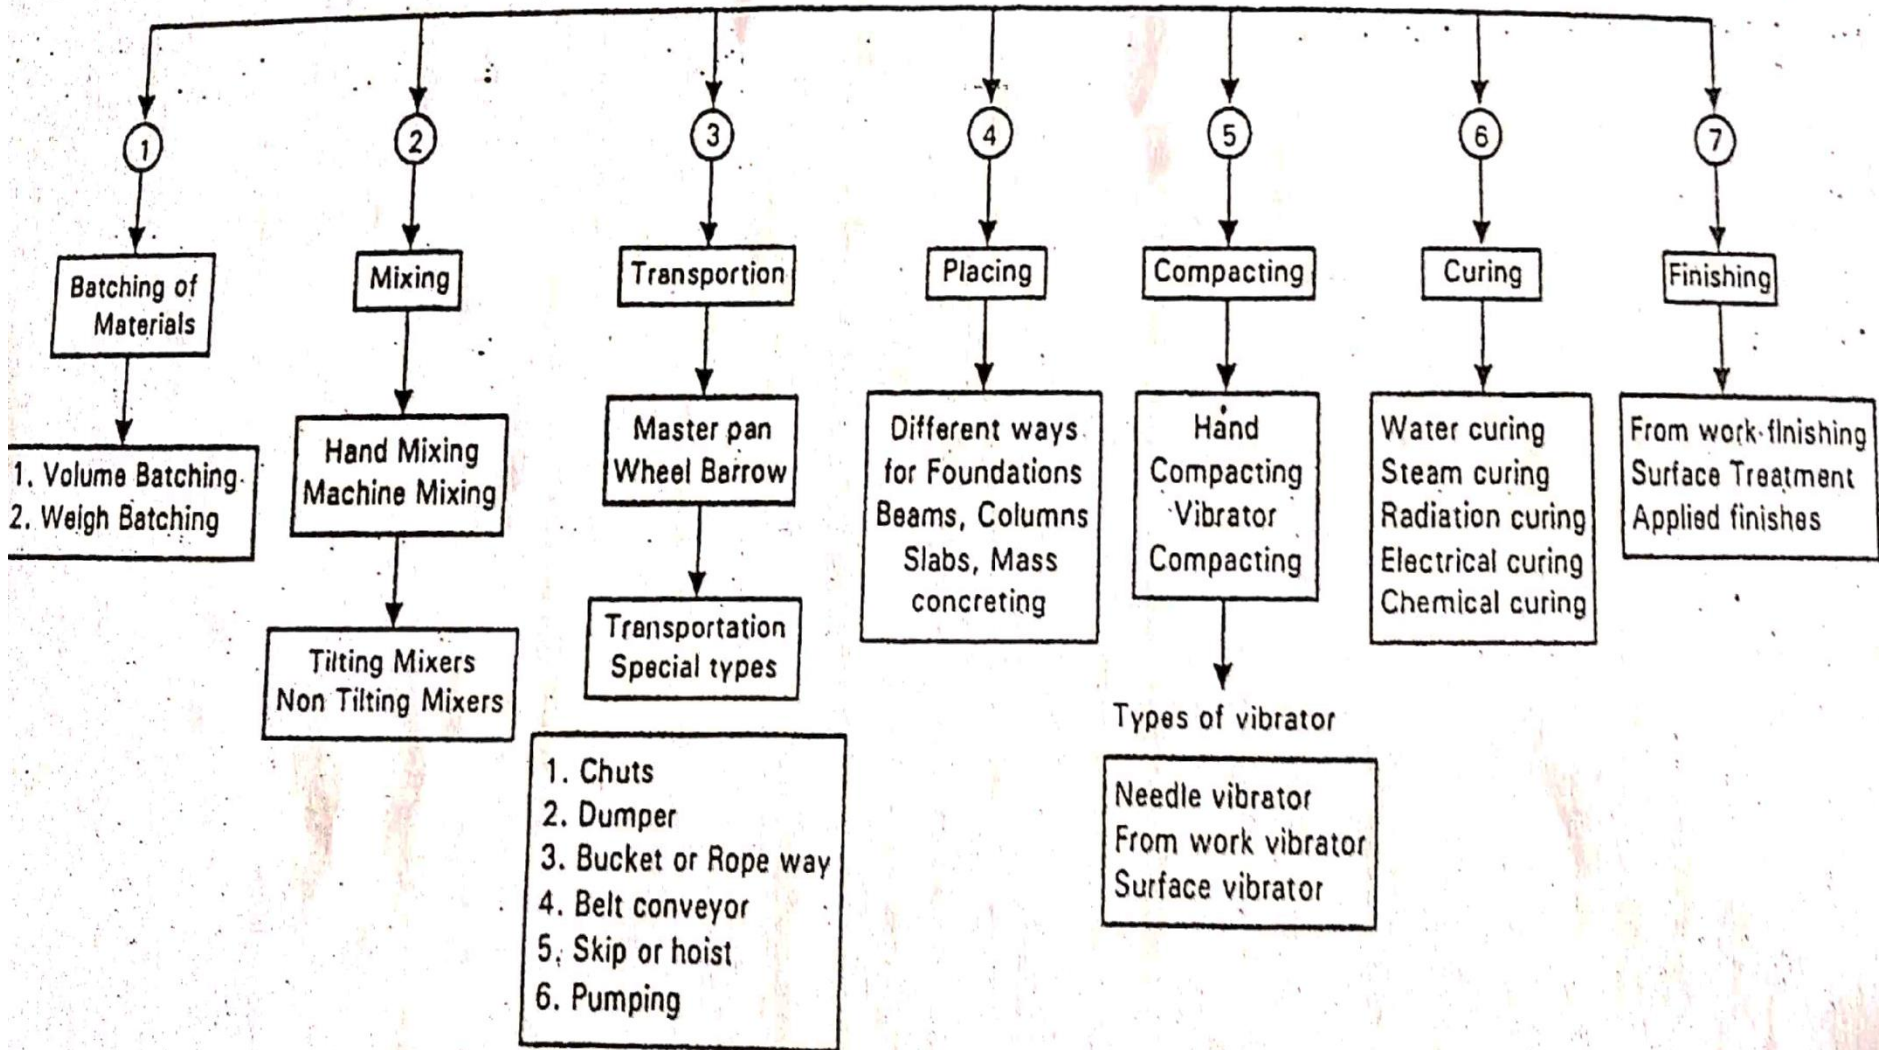 1
2
3
4
5
6
7
Batching of
Materials
Mixing
Transportion
Placing
Compacting
Curing
Finishing
1. Volume Batching.
2. Weigh Batching
Hand Mixing
Machine Mixing
Tilting Mixers
Non Tilting Mixers
Master pan
Wheel Barrow
Transportation
Special types
1. Chuts
2. Dumper
3. Bucket or Rope way
4. Belt conveyor
5. Skip or hoist
6. Pumping
Different ways
for Foundations
Beams, Columns
Slabs, Mass
concreting
Hand
Compacting
Vibrator
Compacting
Types of vibrator
Needle vibrator
From work vibrator
Surface vibrator
Water curing
Steam curing
Radiation curing
Electrical curing
Chemical curing
From work finishing
Surface Treatment
Applied finishes